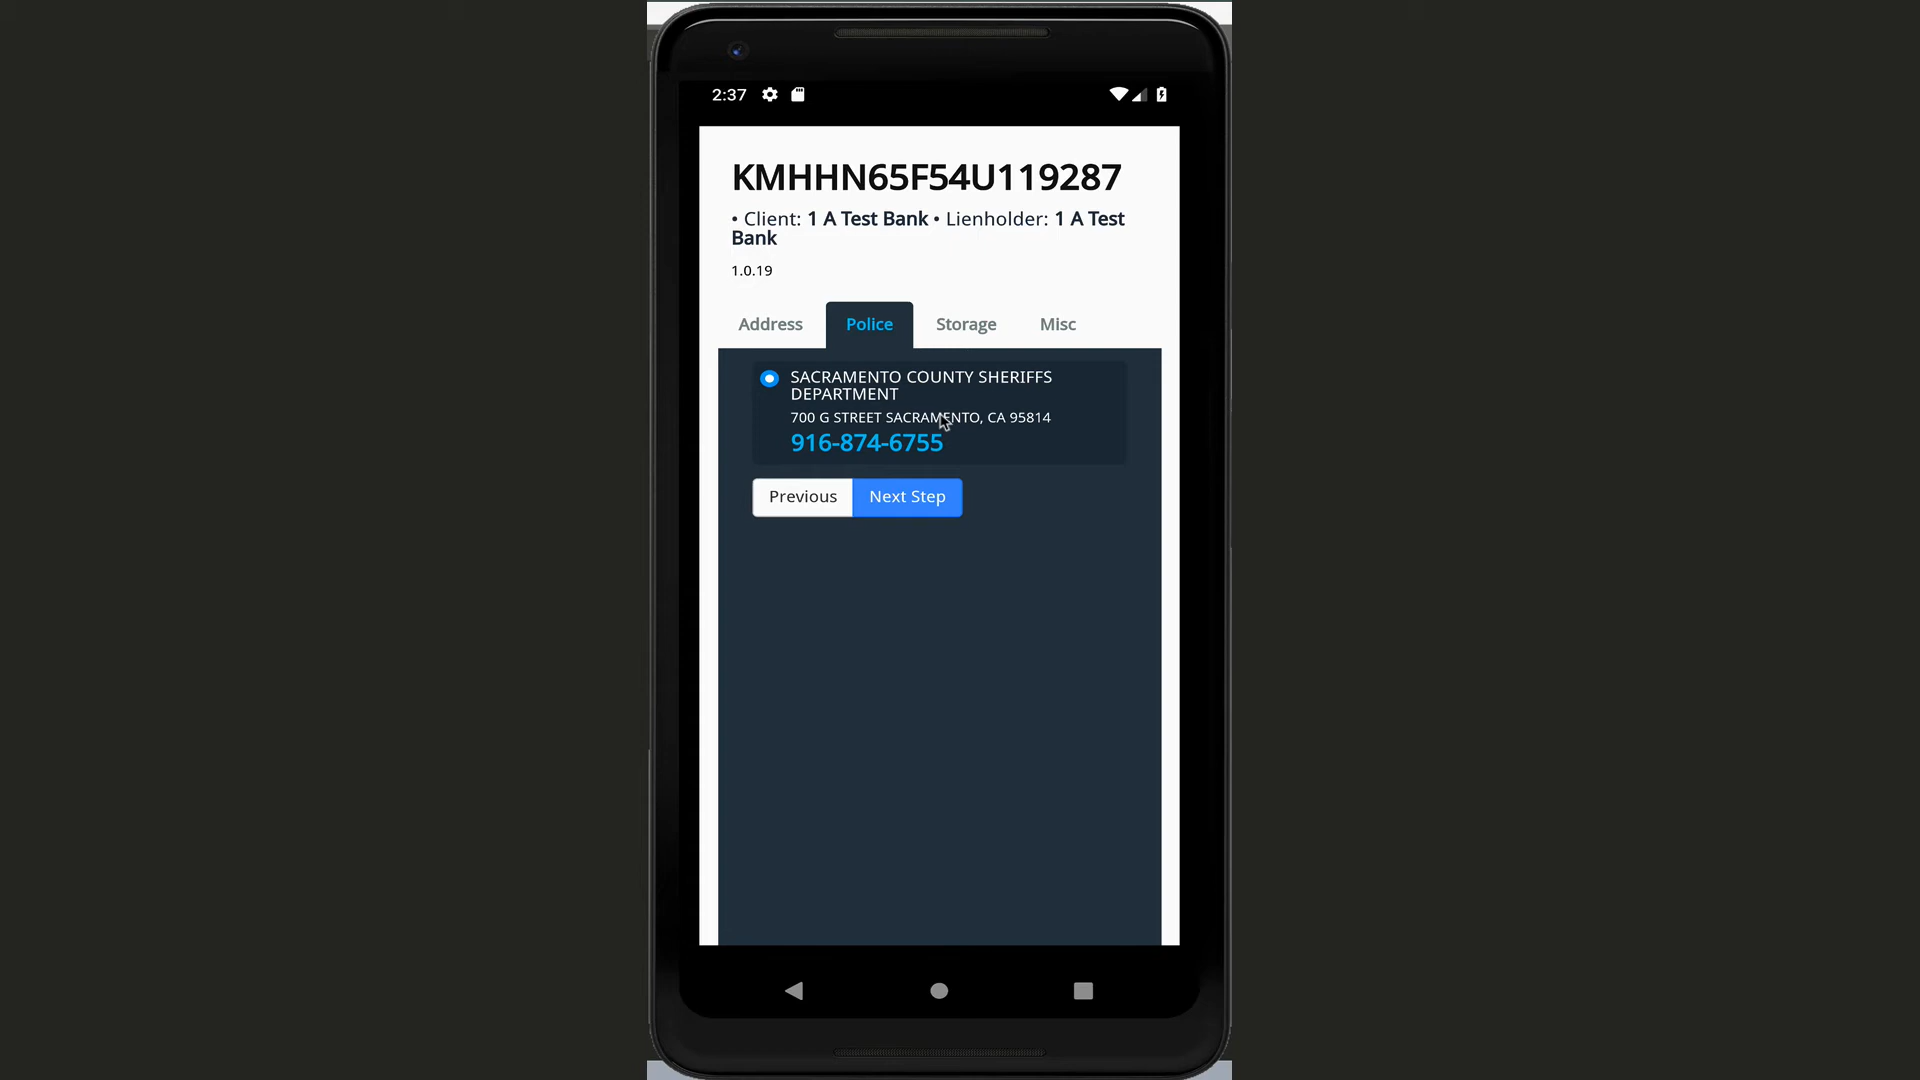 2:37
KMHHN65F54U119287
• Client: 1 A Test Bank • Lienholder: 1 A Test
Bank
1.0.19
Address Police Storage Misc
SACRAMENTO COUNTY SHERIFFS
DEPARTMENT
700 G STREET SACRAMENTO, CA 95814
916-874-6755
Previous Next Step